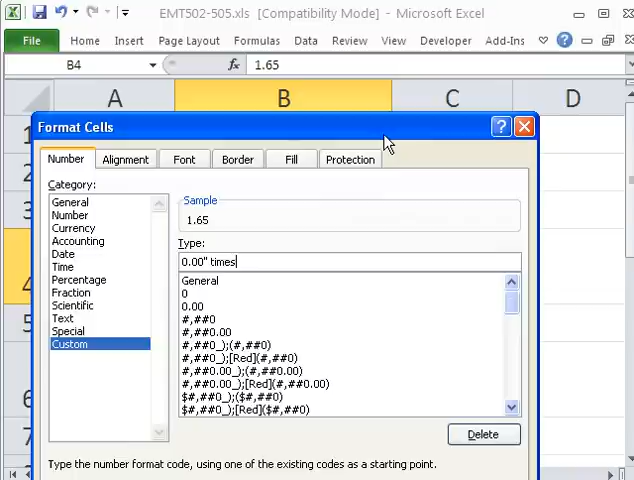 EMT502-505.xls [Compatibility Mode] - Microsoft Excel
File Home Insert Page Layout Formulas Data Review View Developer Add-Ins
B4 fx 1.65
A B C D
Format Cells
Number Alignment Font Border Fill Protection
Category:
General
Number
Currency
Accounting
Date
Time
Percentage
Fraction
Scientific
Text
Special
Custom
Sample
1.65
Type:
0.00" times
General
0
0.00
#,##0
#,##0.00
#,##0_);(#,##0)
#,##0_);[Red](#,##0)
#,##0.00_);(#,##0.00)
#,##0.00_);[Red](#,##0.00)
$#,##0_);($#,##0)
$#,##0_);[Red]($#,##0)
Delete
Type the number format code, using one of the existing codes as a starting point.
1
2
3
4
5
6
7
8